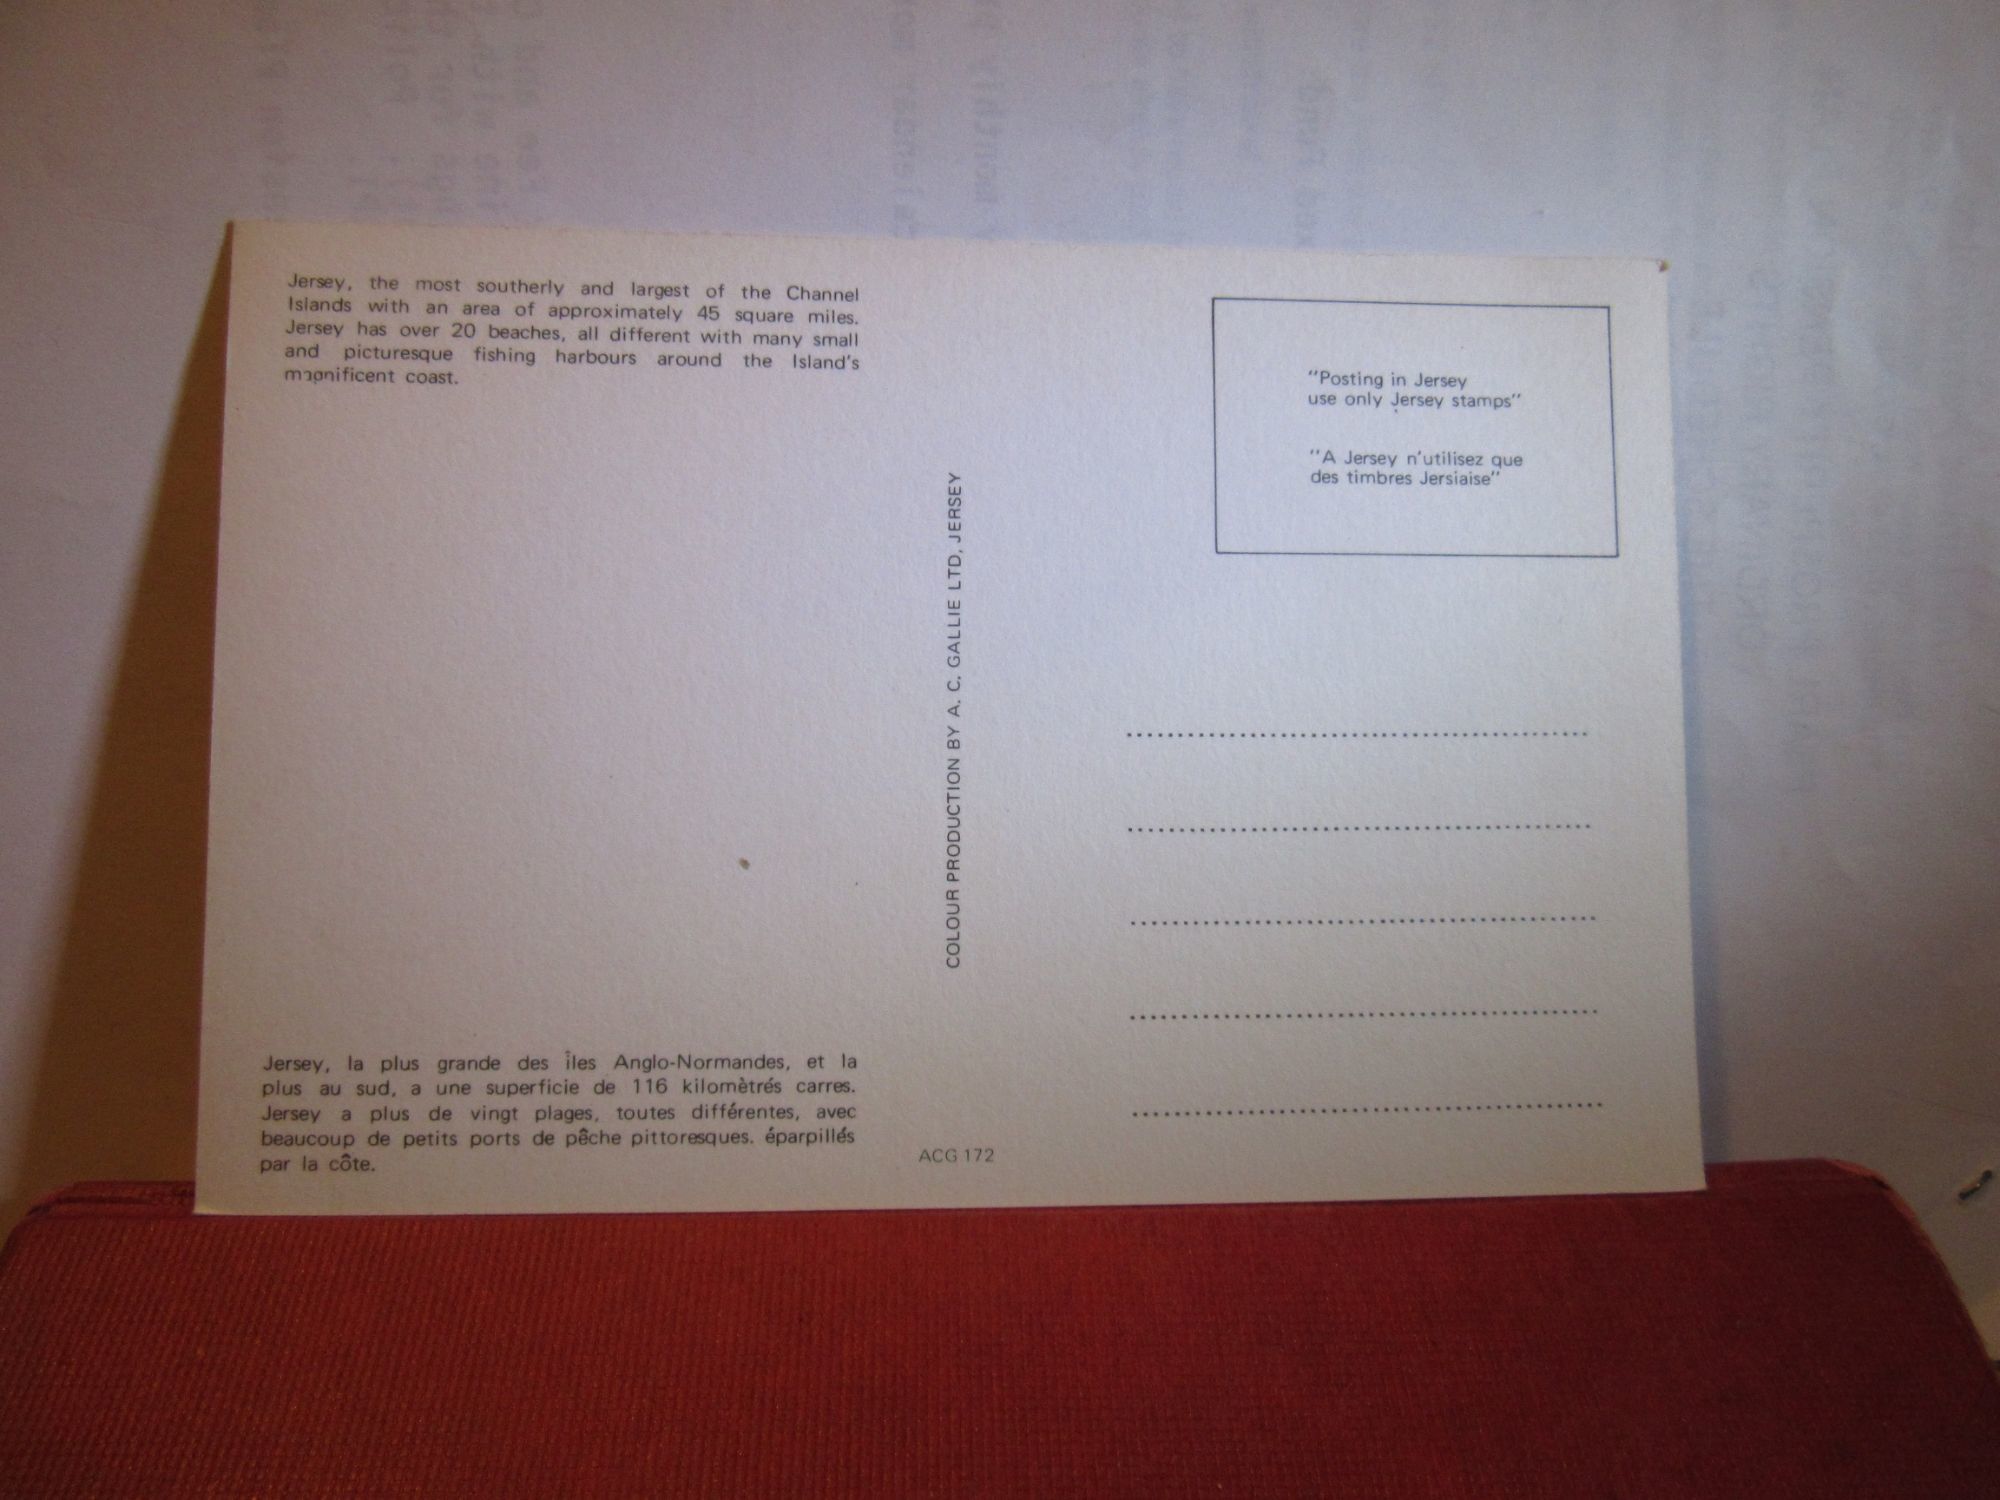 Jersey, the most southerly and largest of the Channel
Islands with an area of approximately 45 square miles.
Jersey has over 20 beaches, all different with many small
and picturesque fishing harbours around the Island's
magnificent coast.
"Posting in Jersey
use only Jersey stamps"
"A Jersey n'utilisez que
des timbres Jersiaise"
COLOUR PRODUCTION BY A. C. GALLIE LTD, JERSEY
Jersey, la plus grande des îles Anglo-Normandes, et la
plus au sud, a une superficie de 116 kilomètrés carres.
Jersey a plus de vingt plages, toutes différentes, avec
beaucoup de petits ports de pêche pittoresques. éparpillés
par la côte.
ACG 172